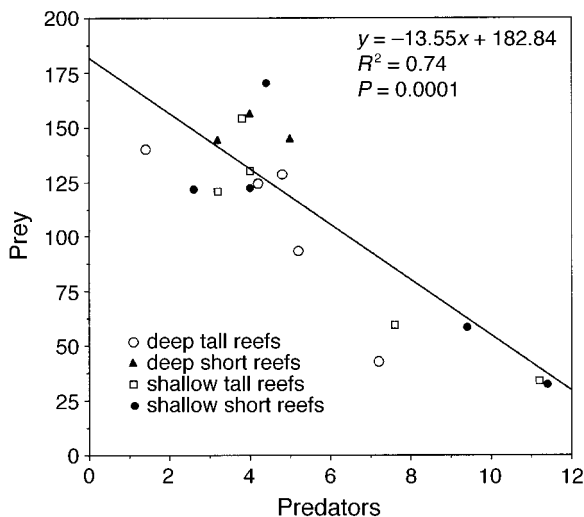 y = –13.55x + 182.84
R² = 0.74
P = 0.0001
200
175
150
125
100
75
50
25
0
Prey
deep tall reefs
deep short reefs
shallow tall reefs
shallow short reefs
0 2 4 6 8 10 12
Predators